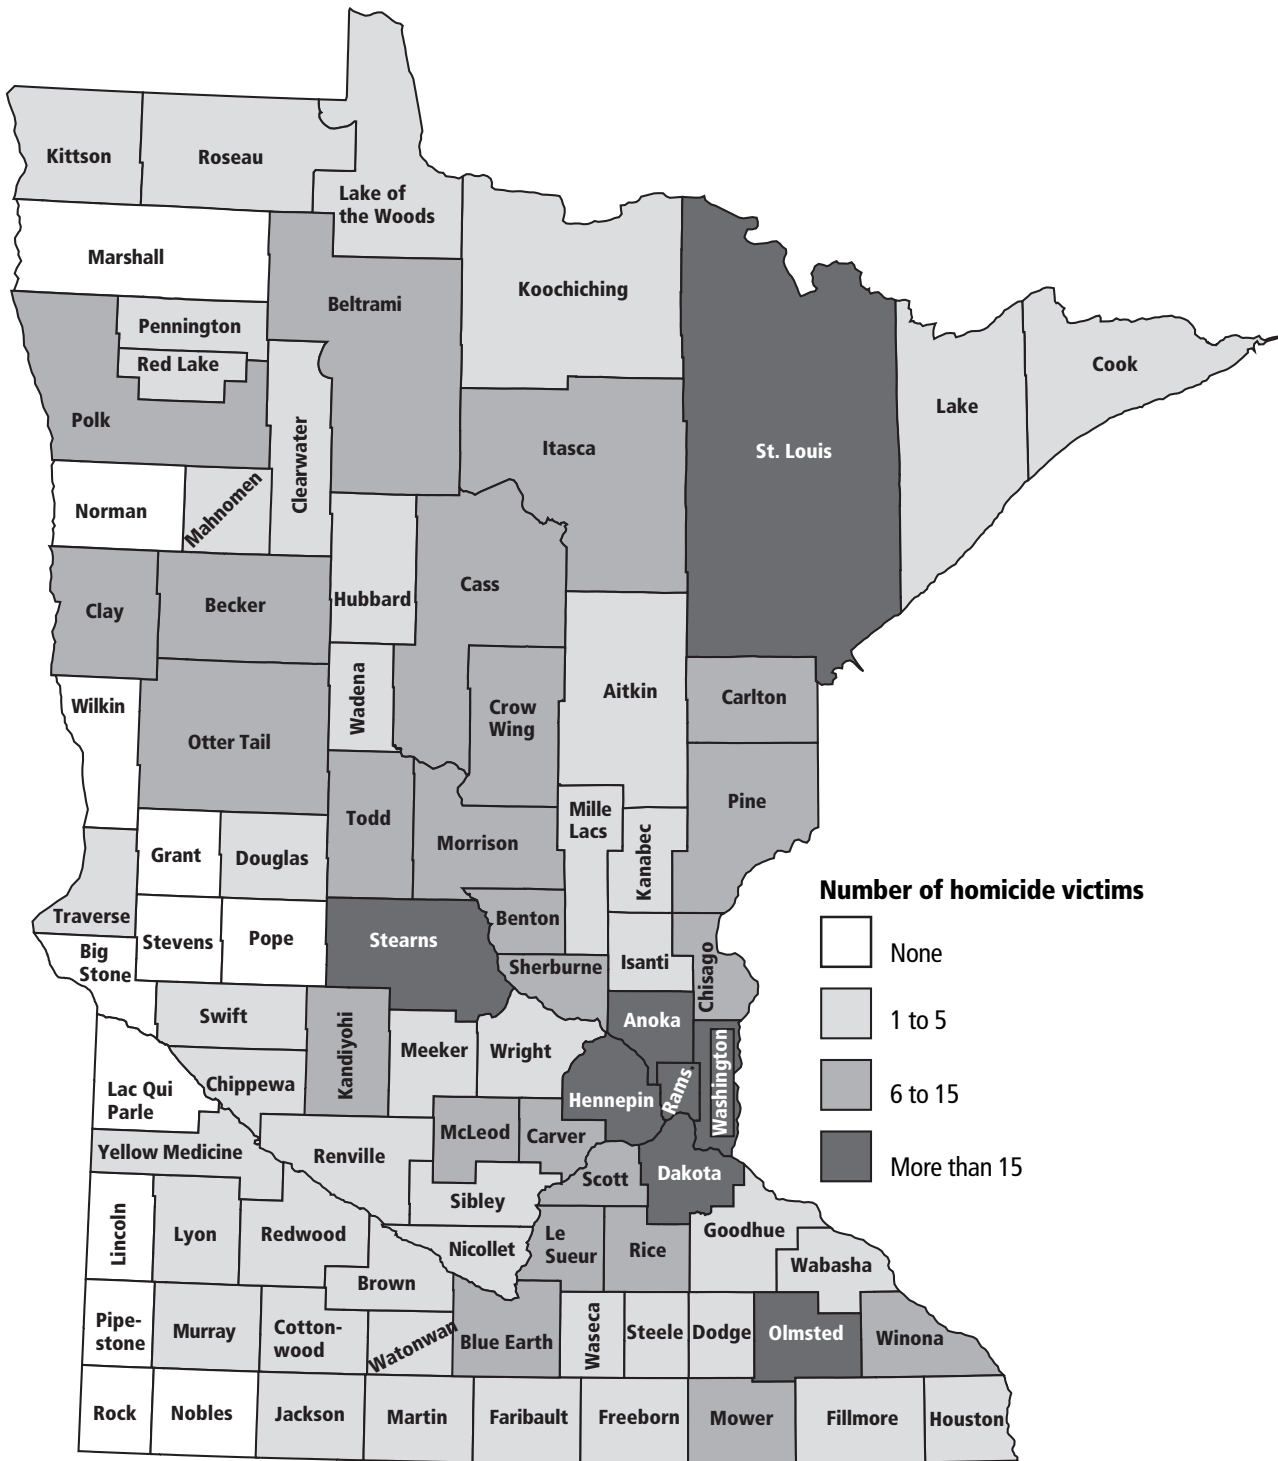 Kittson
Roseau
Lake of
the Woods
Marshall
Koochiching
Beltrami
Pennington
Red Lake
Cook
Lake
Polk
Clearwater
Itasca
St. Louis
Norman
Mahnomen
Cass
Hubbard
Clay
Becker
Wadena
Aitkin
Carlton
Wilkin
Crow
Wing
Otter Tail
Pine
Mille
Lacs
Todd
Morrison
Kanabec
Grant
Douglas
Number of homicide victims
Traverse
Benton
Stevens
Pope
Stearns
None
Big
Stone
Sherburne
Isanti
Chisago
Swift
Anoka
1 to 5
Kandiyohi
Meeker
Wright
Washington
Chippewa
Lac Qui
Parle
Hennepin
Rams.
6 to 15
McLeod
Carver
Yellow Medicine
Renville
Scott
Dakota
More than 15
Sibley
Lincoln
Lyon
Redwood
Nicollet
Le
Sueur
Rice
Goodhue
Wabasha
Brown
Pipe-
stone
Murray
Cotton-
wood
Watonwan
Blue Earth
Waseca
Steele
Dodge
Olmsted
Winona
Rock
Nobles
Jackson
Martin
Faribault
Freeborn
Mower
Fillmore
Houston